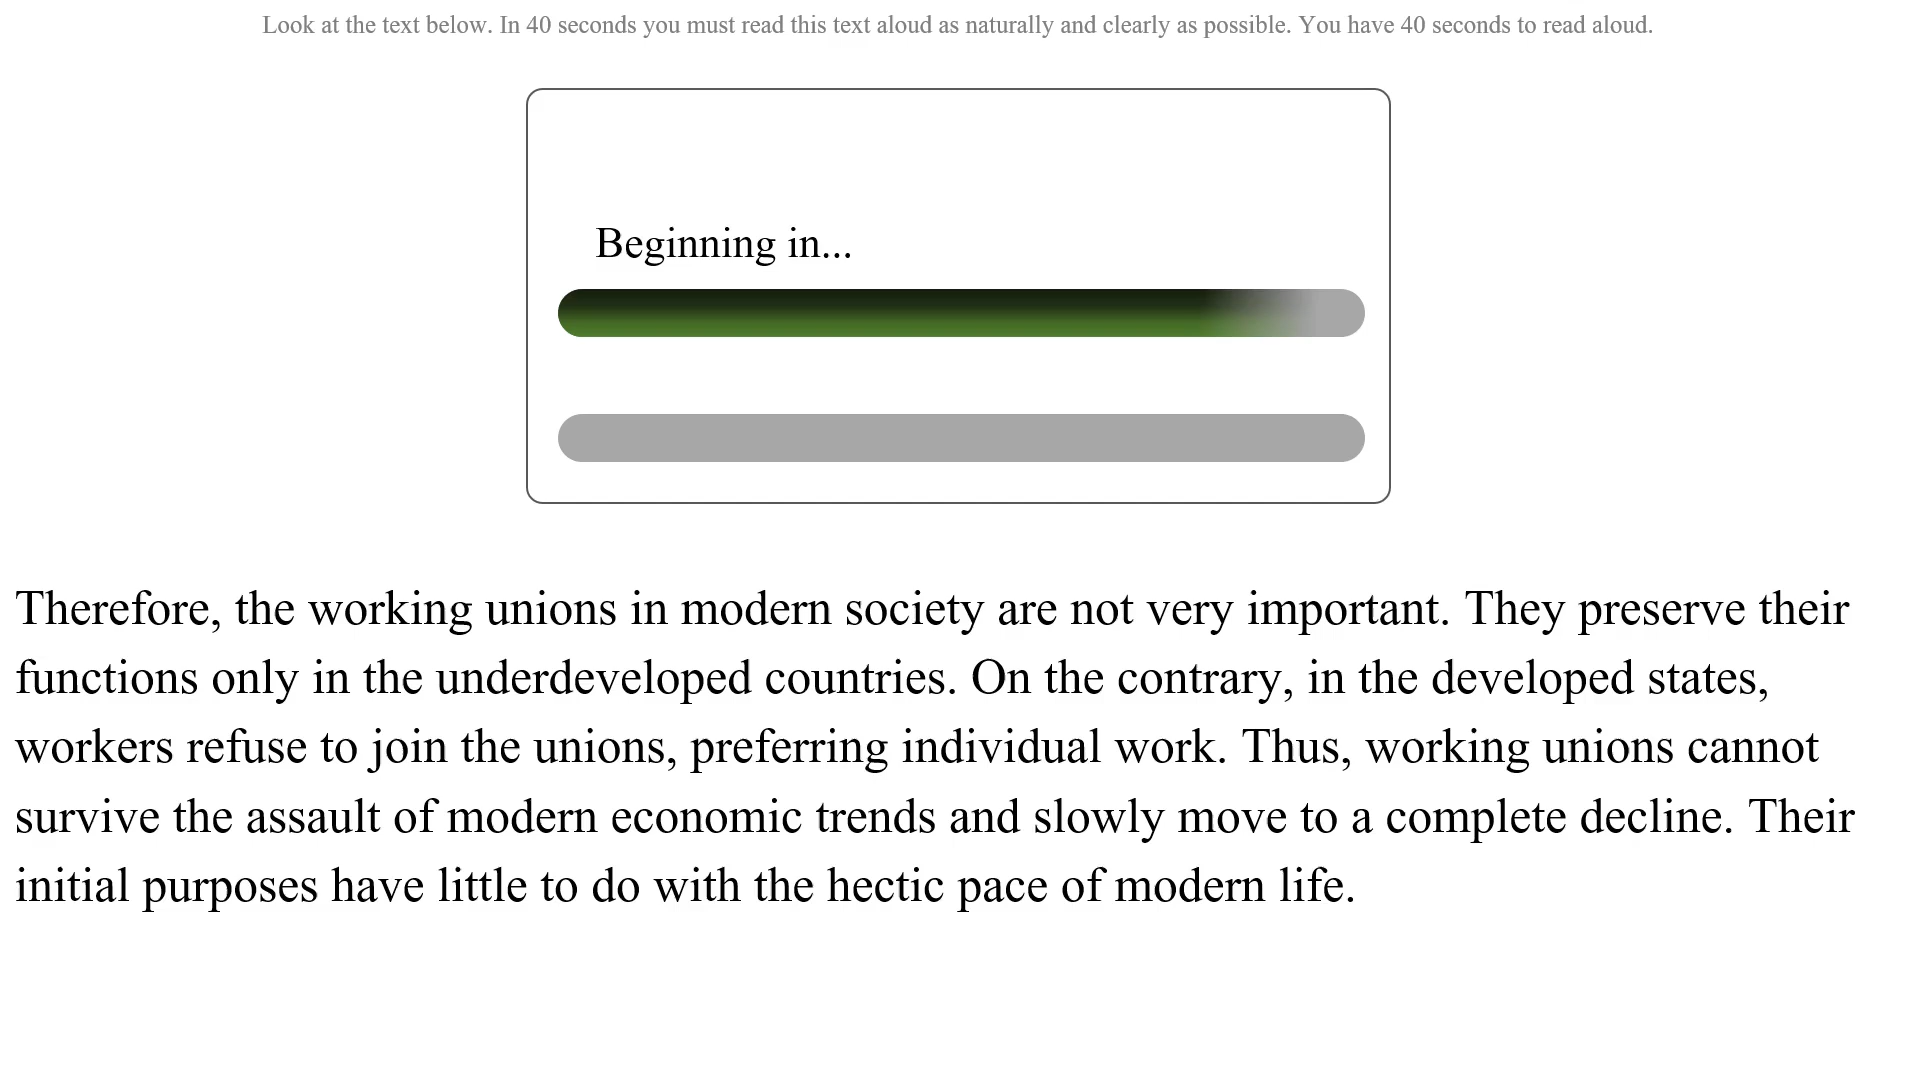 Look at the text below. In 40 seconds you must read this text aloud as naturally and clearly as possible. You have 40 seconds to read aloud.
Beginning in...
Therefore, the working unions in modern society are not very important. They preserve their
functions only in the underdeveloped countries. On the contrary, in the developed states,
workers refuse to join the unions, preferring individual work. Thus, working unions cannot
survive the assault of modern economic trends and slowly move to a complete decline. Their
initial purposes have little to do with the hectic pace of modern life.